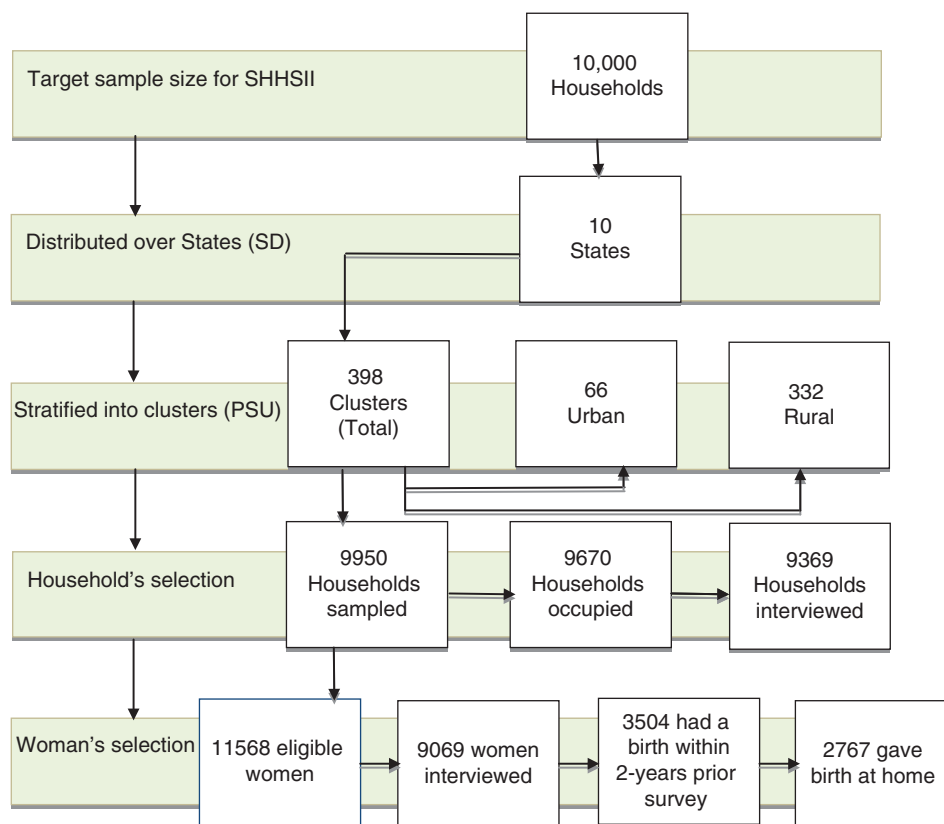 Target sample size for SHHSII
10,000
Households
Distributed over States (SD)
10
States
Stratified into clusters (PSU)
398
Clusters
(Total)
66
Urban
332
Rural
Household's selection
9950
Households
sampled
9670
Households
occupied
9369
Households
interviewed
Woman's selection
11568 eligible
women
9069 women
interviewed
3504 had a
birth within
2-years prior
survey
2767 gave
birth at home